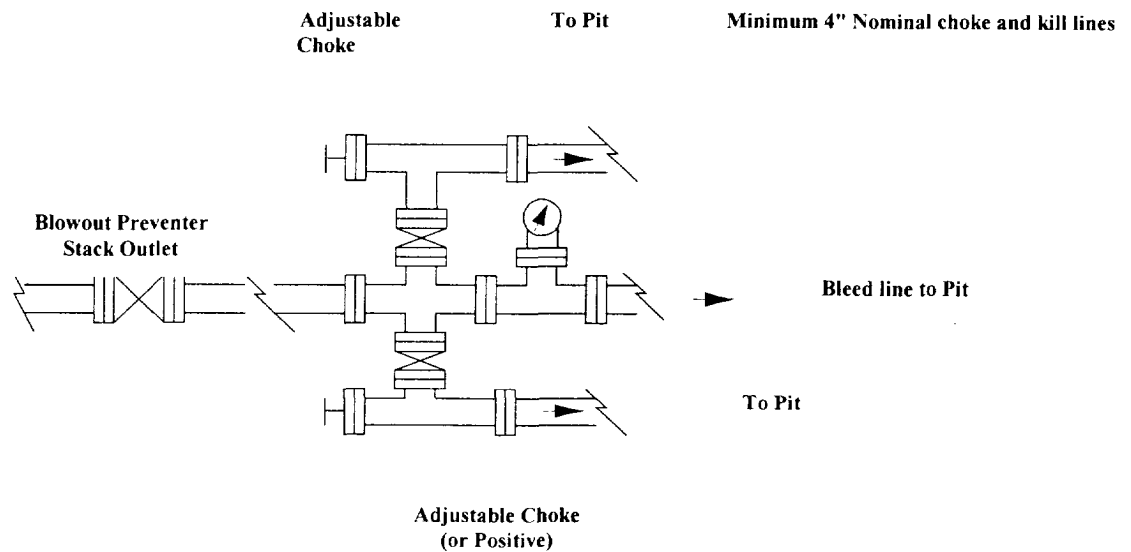 Adjustable
Choke
To Pit
Minimum 4" Nominal choke and kill lines
Blowout Preventer
Stack Outlet
Bleed line to Pit
To Pit
Adjustable Choke
(or Positive)